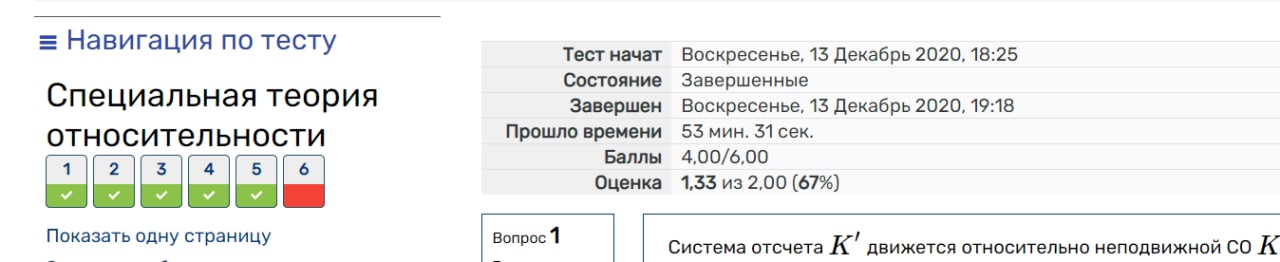 Навигация по тесту
Специальная теория
относительности
1 2 3 4 5 6
Показать одну страницу
Тест начат Воскресенье, 13 Декабрь 2020, 18:25
Состояние Завершенные
Завершен Воскресенье, 13 Декабрь 2020, 19:18
Прошло времени 53 мин. 31 сек.
Баллы 4,00/6,00
Оценка 1,33 из 2,00 (67%)
Вопрос 1
Система отсчета K′ движется относительно неподвижной СО K